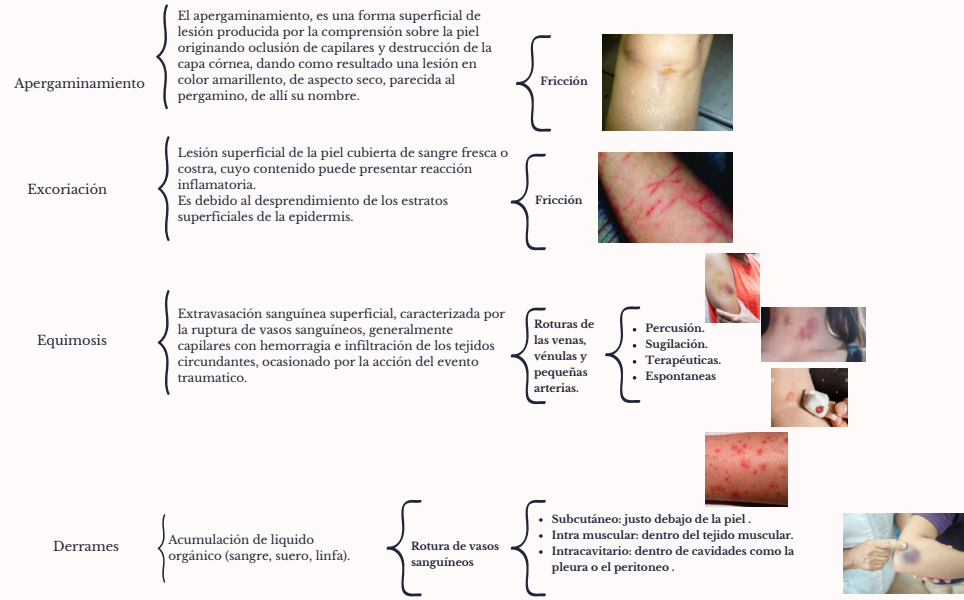 Apergaminamiento
El apergaminamiento, es una forma superficial de
lesión producida por la comprensión sobre la piel
originando oclusión de capilares y destrucción de la
capa córnea, dando como resultado una lesión en
color amarillento, de aspecto seco, parecida al
pergamino, de allí su nombre.
Fricción
Excoriación
Lesión superficial de la piel cubierta de sangre fresca o
costra, cuyo contenido puede presentar reacción
inflamatoria.
Es debido al desprendimiento de los estratos
superficiales de la epidermis.
Fricción
Equimosis
Extravasación sanguínea superficial, caracterizada por
la ruptura de vasos sanguíneos, generalmente
capilares con hemorragia e infiltración de los tejidos
circundantes, ocasionado por la acción del evento
traumatico.
Roturas de
las venas,
vénulas y
pequeñas
arterias.
• Percusión.
• Sugilación.
• Terapéuticas.
• Espontaneas
Derrames
Acumulación de liquido
orgánico (sangre, suero, linfa).
Rotura de vasos
sanguíneos
• Subcutáneo: justo debajo de la piel .
• Intra muscular: dentro del tejido muscular.
• Intracavitario: dentro de cavidades como la
pleura o el peritoneo .